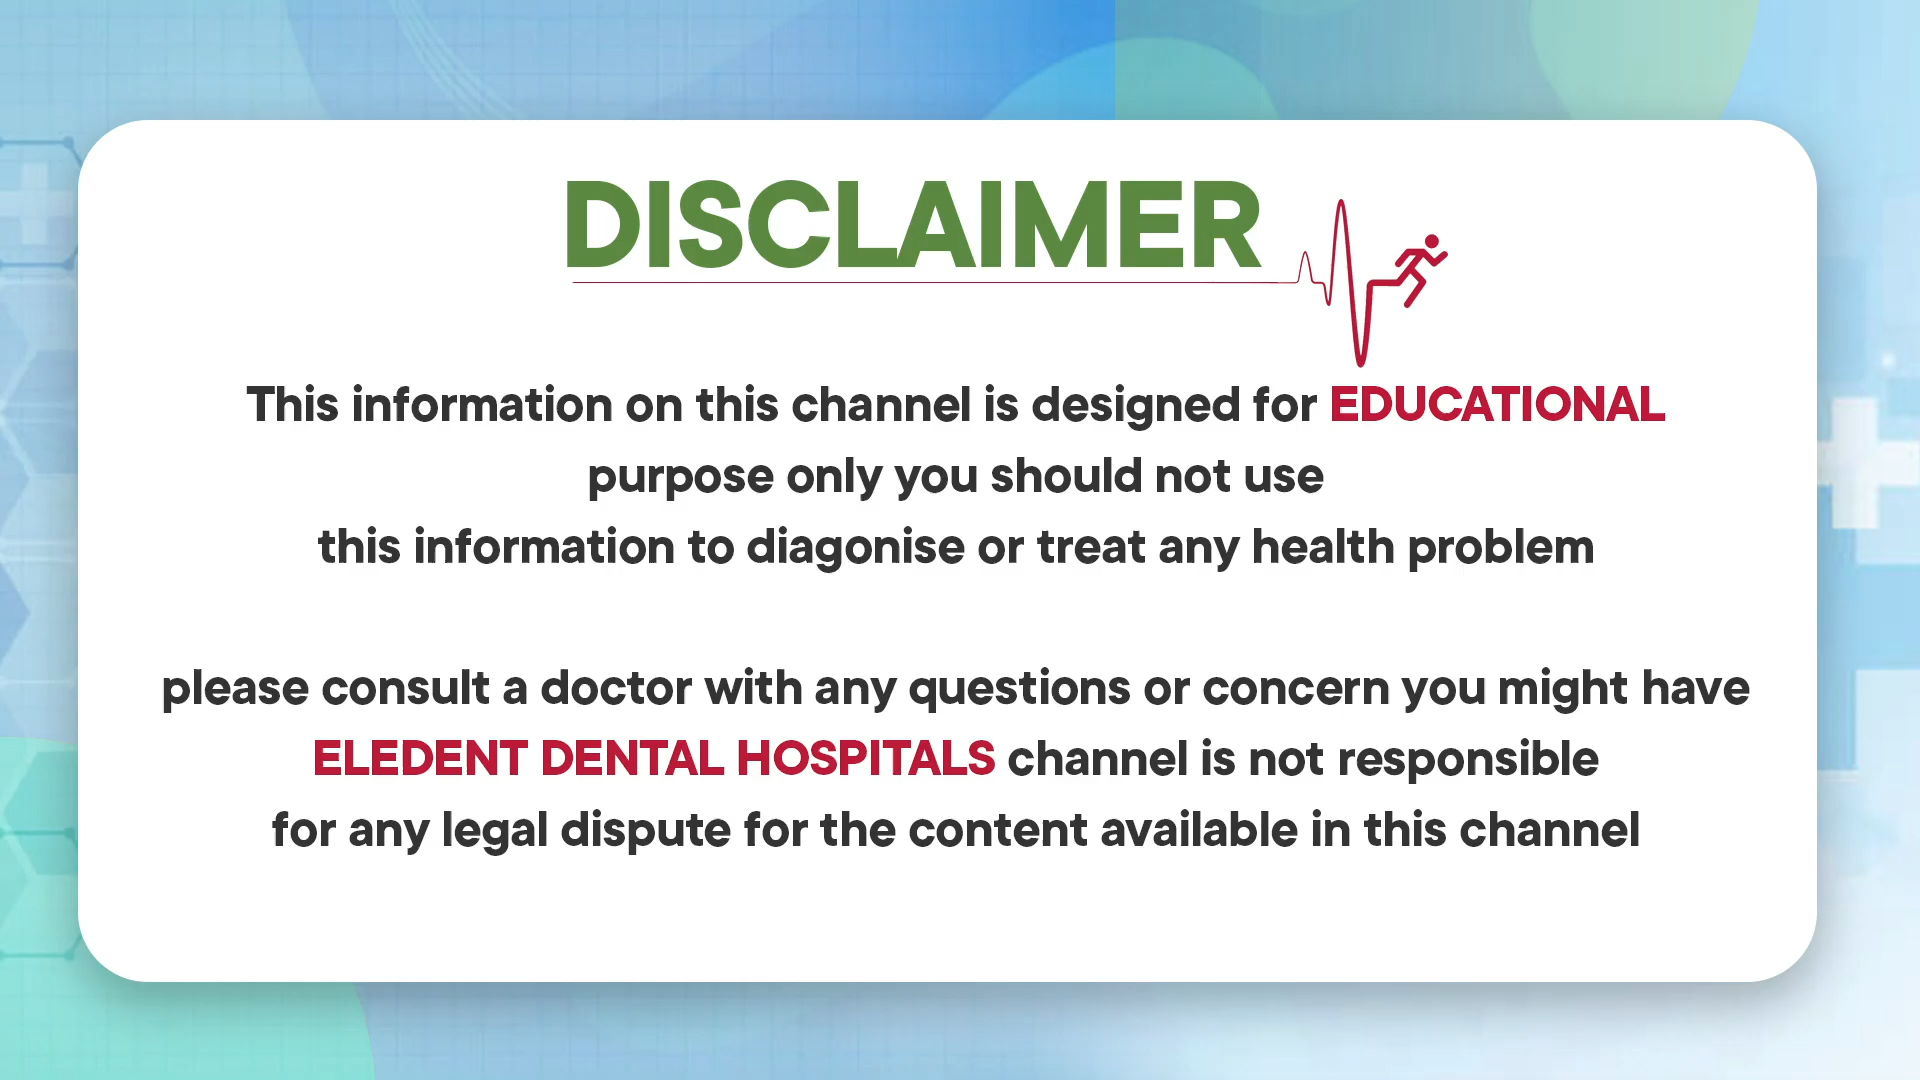 DISCLAIMER
This information on this channel is designed for EDUCATIONAL
purpose only you should not use
this information to diagonise or treat any health problem
please consult a doctor with any questions or concern you might have
ELEDENT DENTAL HOSPITALS channel is not responsible
for any legal dispute for the content available in this channel